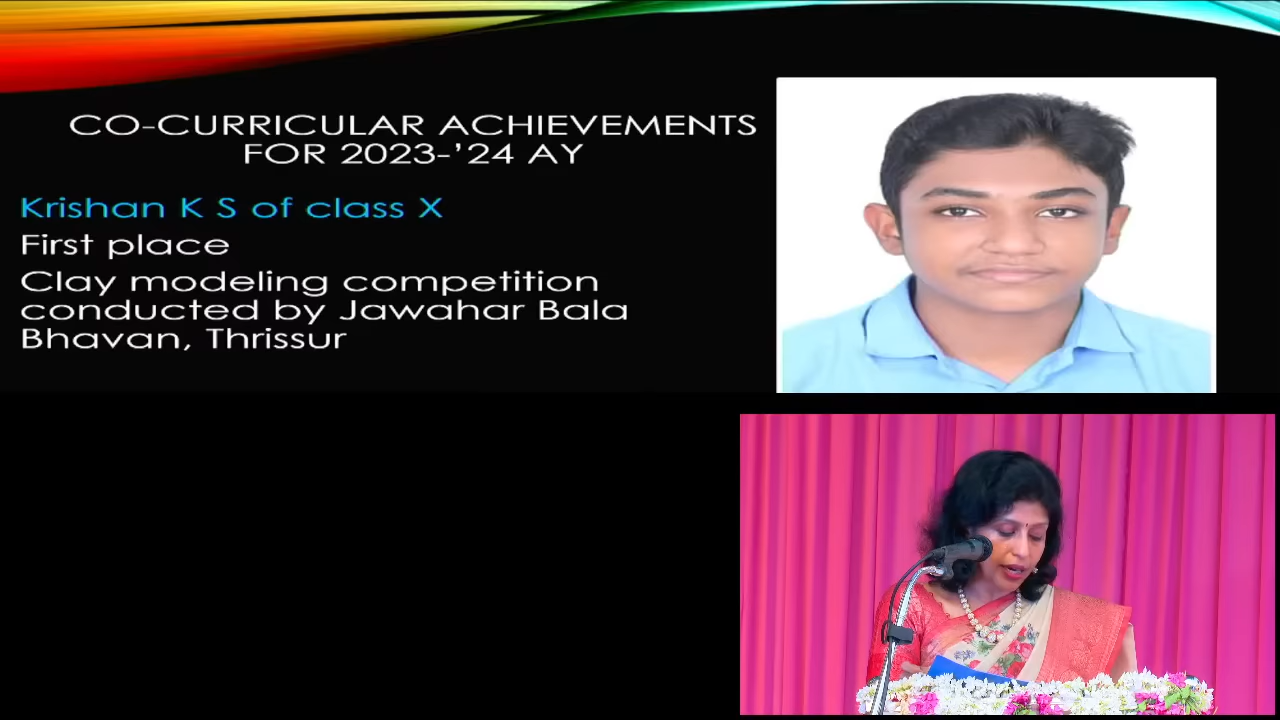 CO-CURRICULAR ACHIEVEMENTS
FOR 2023-'24 AY
Krishan K S of class X
First place
Clay modeling competition
conducted by Jawahar Bala
Bhavan, Thrissur